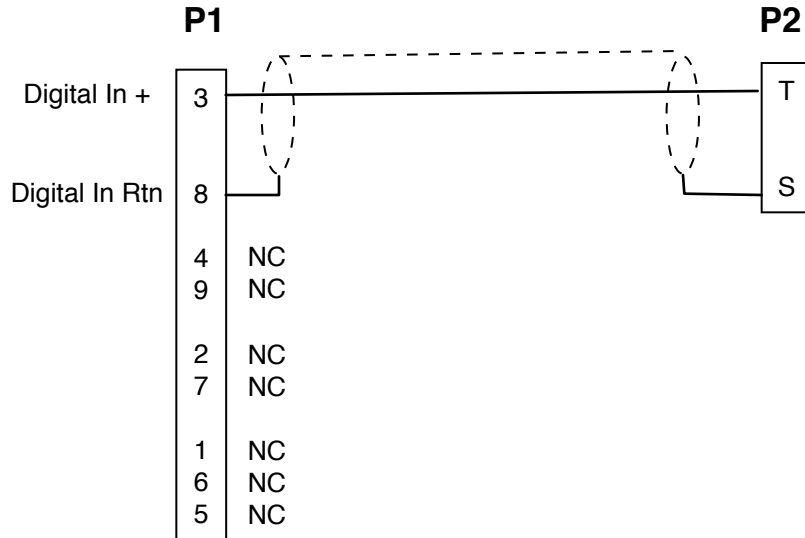 P1 P2
Digital In + 3 T
Digital In Rtn 8 S
4 NC
9 NC
2 NC
7 NC
1 NC
6 NC
5 NC